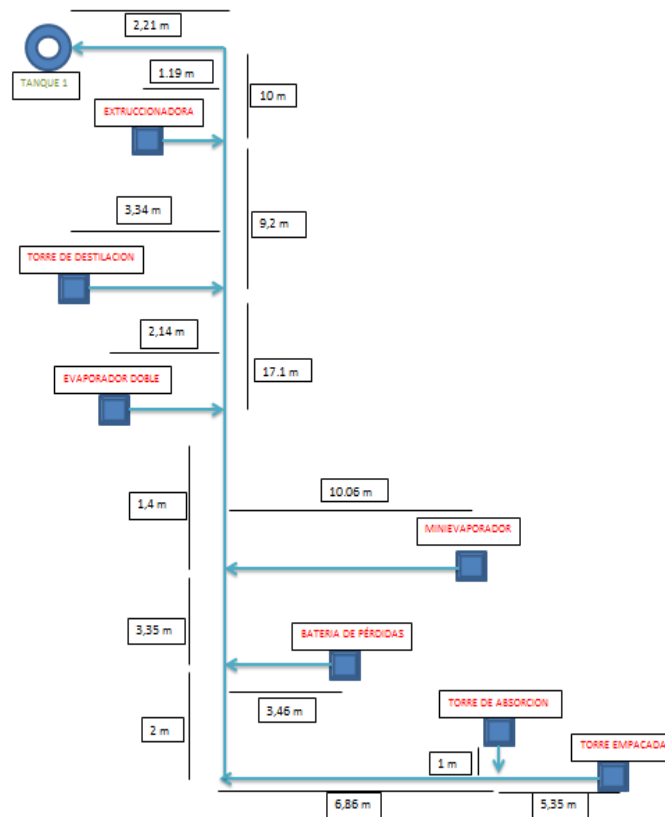 2,21 m
TANQUE 1
1.19 m
10 m
EXTRUCCIONADORA
3,34 m
9,2 m
TORRE DE DESTILACION
2,14 m
17.1 m
EVAPORADOR DOBLE
10.06 m
1,4 m
MINIEVAPORADOR
3,35 m
BATERIA DE PÉRDIDAS
3,46 m
TORRE DE ABSORCION
2 m
1 m
TORRE EMPACADA
6,86 m
5,35 m